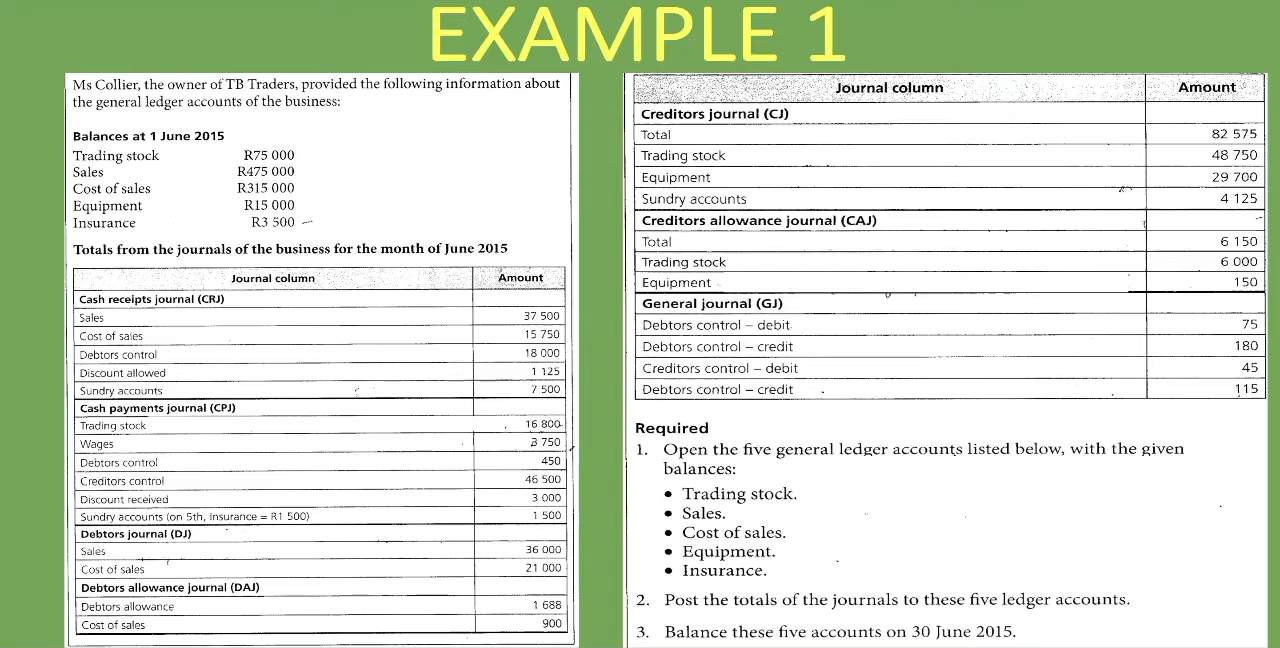 EXAMPLE 1
Ms Collier, the owner of TB Traders, provided the following information about
the general ledger accounts of the business:
Balances at 1 June 2015
Trading stock R75 000
Sales R475 000
Cost of sales R315 000
Equipment R15 000
Insurance R3 500
Totals from the journals of the business for the month of June 2015
Journal column Amount
Cash receipts journal (CRJ)
Sales 37 500
Cost of sales 15 750
Debtors control 18 000
Discount allowed 1 125
Sundry accounts 7 500
Cash payments journal (CPJ)
Trading stock 16 800
Wages 3 750
Debtors control 450
Creditors control 46 500
Discount received 3 000
Sundry accounts (on 5th, Insurance = R1 500) 1 500
Debtors journal (DJ)
Sales 36 000
Cost of sales 21 000
Debtors allowance journal (DAJ)
Debtors allowance 1 688
Cost of sales 900
Journal column Amount
Creditors journal (CJ)
Total 82 575
Trading stock 48 750
Equipment 29 700
Sundry accounts 4 125
Creditors allowance journal (CAJ)
Total 6 150
Trading stock 6 000
Equipment 150
General journal (GJ)
Debtors control – debit 75
Debtors control – credit 180
Creditors control – debit 45
Debtors control – credit 115
Required
1. Open the five general ledger accounts listed below, with the given
balances:
• Trading stock.
• Sales.
• Cost of sales.
• Equipment.
• Insurance.
2. Post the totals of the journals to these five ledger accounts.
3. Balance these five accounts on 30 June 2015.